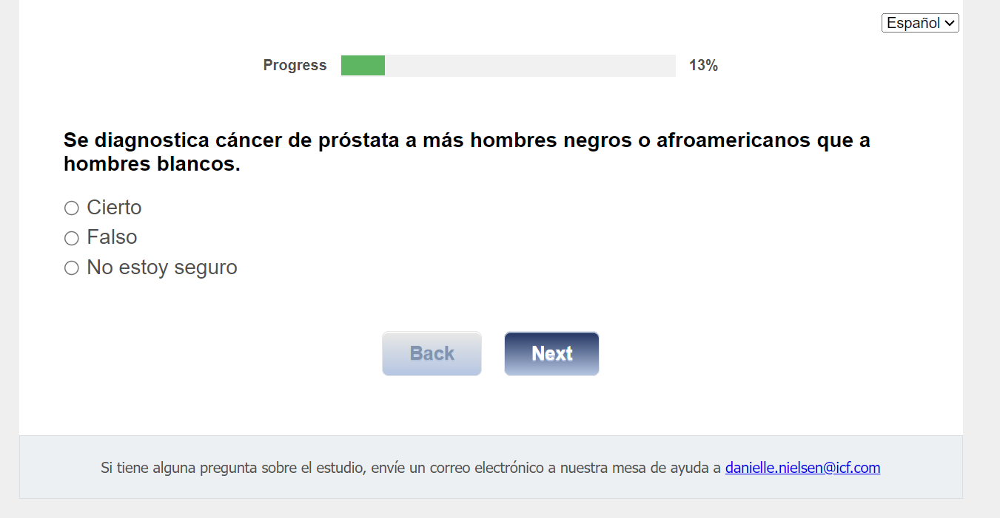 Español
Progress 13%
Se diagnostica cáncer de próstata a más hombres negros o afroamericanos que a
hombres blancos.
Cierto
Falso
No estoy seguro
Back Next
Si tiene alguna pregunta sobre el estudio, envíe un correo electrónico a nuestra mesa de ayuda a danielle.nielsen@icf.com